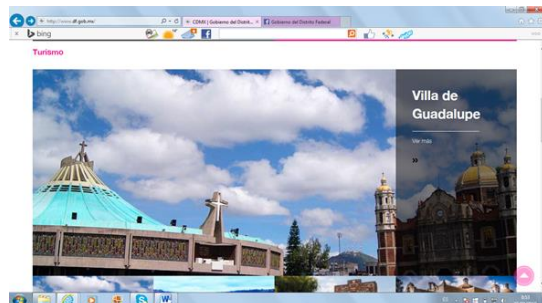 http://www.df.gob.mx/
CDMX | Gobierno del Distrit...
Gobierno del Distrito Federal
bing
Turismo
Villa de
Guadalupe
Ver más
»
ES